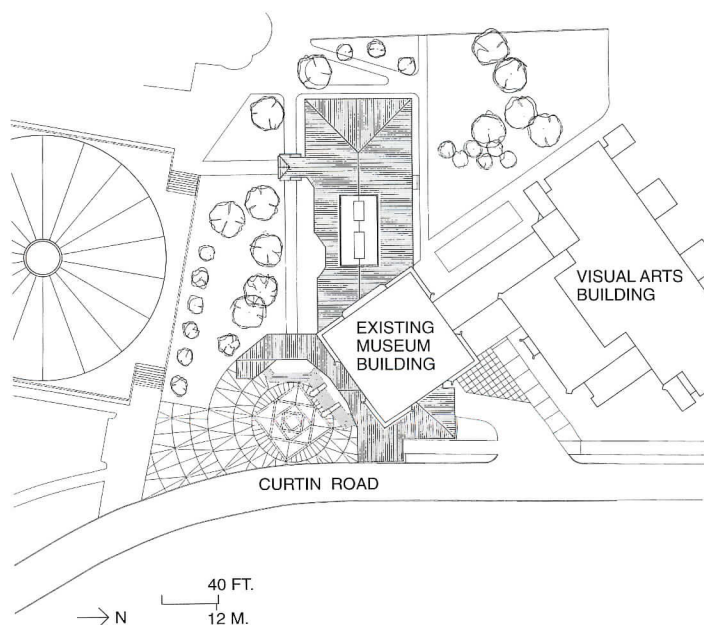 VISUAL ARTS
BUILDING
EXISTING
MUSEUM
BUILDING
CURTIN ROAD
40 FT.
N
12 M.